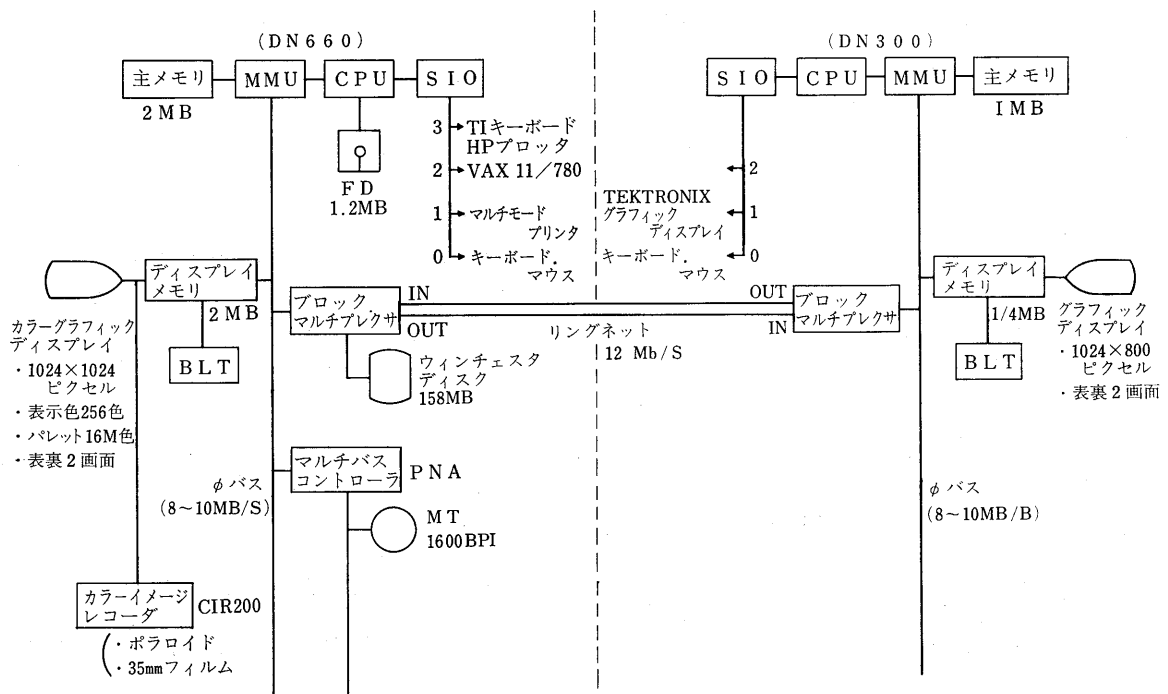 (DN660)
主メモリ
MMU
CPU
SIO
2MB
FD
1.2MB
3
TIキーボード
HPプロッタ
2
VAX 11/780
1
マルチモード
プリンタ
0
キーボード.
マウス
(DN300)
SIO
CPU
MMU
主メモリ
1MB
2
TEKTRONIX
グラフィック
ディスプレイ
1
キーボード.
マウス
0
ディスプレイ
メモリ
2MB
BLT
カラーグラフィック
ディスプレイ
・1024×1024
ピクセル
・表示色256色
・パレット16M色
・表裏2画面
ブロック
マルチプレクサ
IN
OUT
リングネット
12 Mb/S
OUT
IN
ブロック
マルチプレクサ
ウィンチェスタ
ディスク
158MB
ディスプレイ
メモリ
1/4MB
BLT
グラフィック
ディスプレイ
・1024×800
ピクセル
・表裏2画面
マルチバス
コントローラ
PNA
φバス
(8~10MB/S)
MT
1600BPI
φバス
(8~10MB/B)
カラーイメージ
レコーダ
CIR200
・ポラロイド
・35mmフィルム